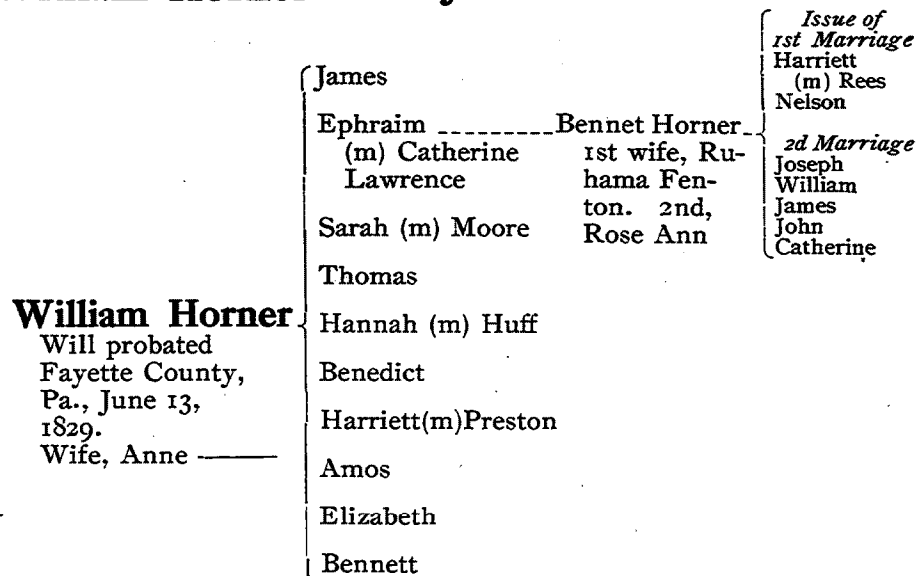 William Horner
Will probated
Fayette County,
Pa., June 13,
1829.
Wife, Anne ———
James
Ephraim
(m) Catherine
Lawrence
Sarah (m) Moore
Thomas
Hannah (m) Huff
Benedict
Harriett(m)Preston
Amos
Elizabeth
Bennett
Bennet Horner
1st wife, Ru-
hama Fen-
ton. 2nd,
Rose Ann
Issue of
1st Marriage
Harriett
(m) Rees
Nelson
2d Marriage
Joseph
William
James
John
Catherine